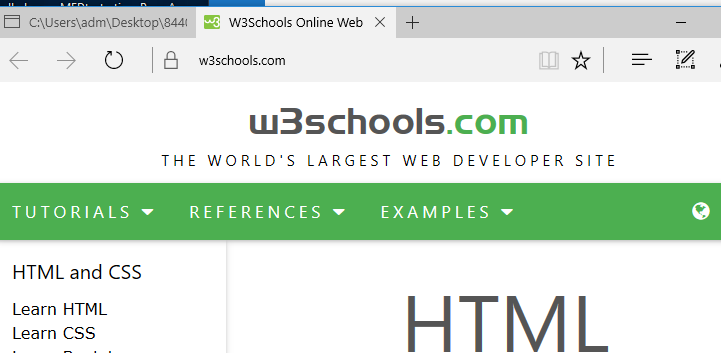 C:\Users\adm\Desktop\844
W3Schools Online Web
w3schools.com
w3schools.com
THE WORLD'S LARGEST WEB DEVELOPER SITE
TUTORIALS REFERENCES EXAMPLES
HTML and CSS
HTML
Learn HTML
Learn CSS
Learn